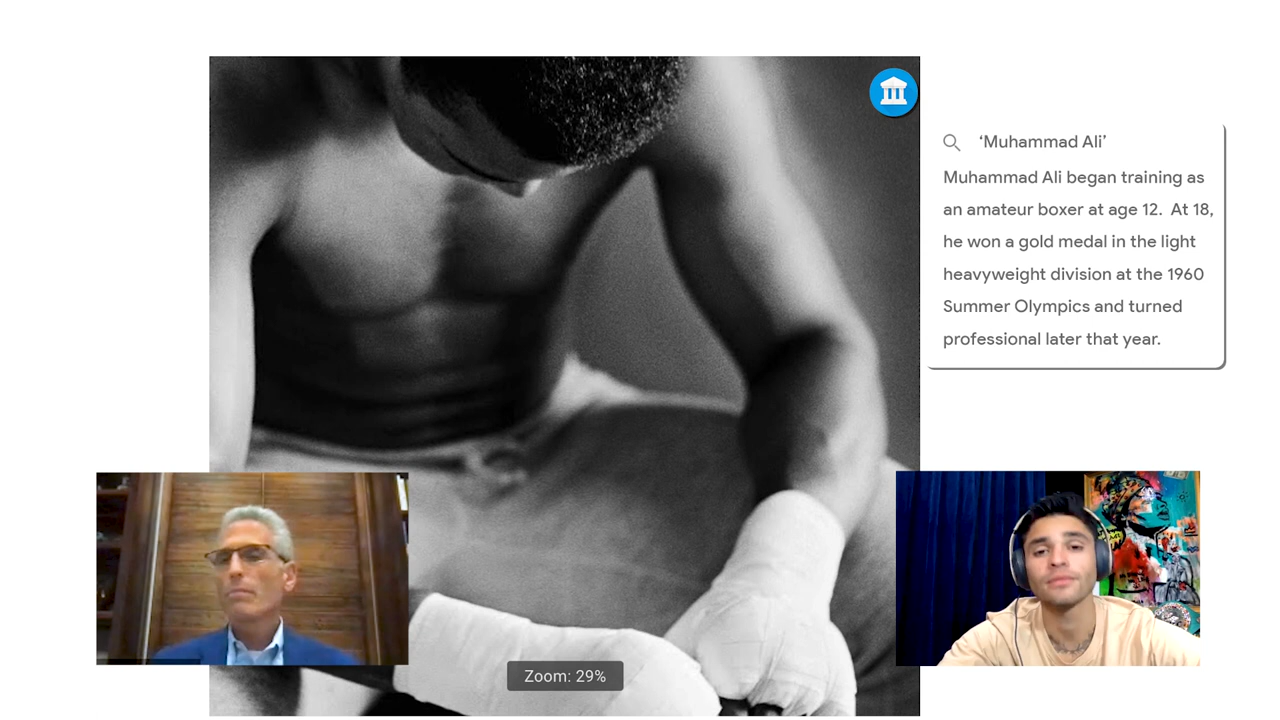 ‘Muhammad Ali’
Muhammad Ali began training as
an amateur boxer at age 12.  At 18,
he won a gold medal in the light
heavyweight division at the 1960
Summer Olympics and turned
professional later that year.
Zoom: 29%